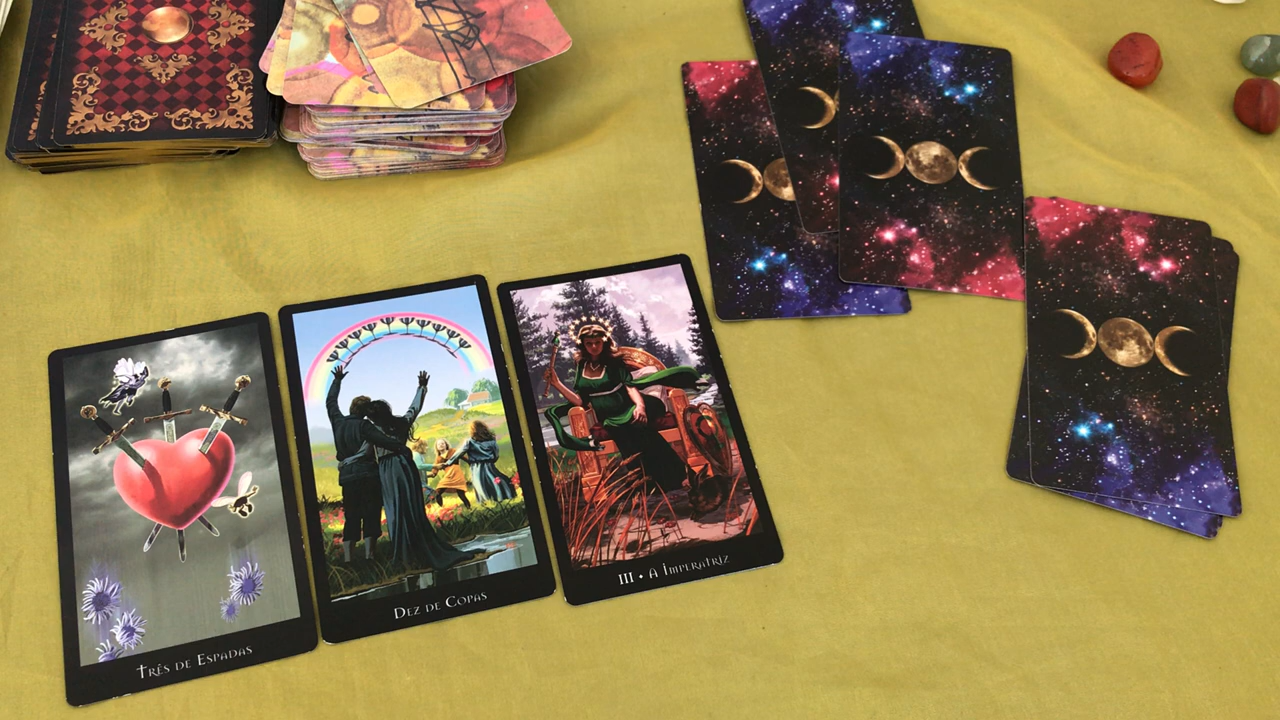 Três de Espadas
Dez de Copas
III • A Imperatriz